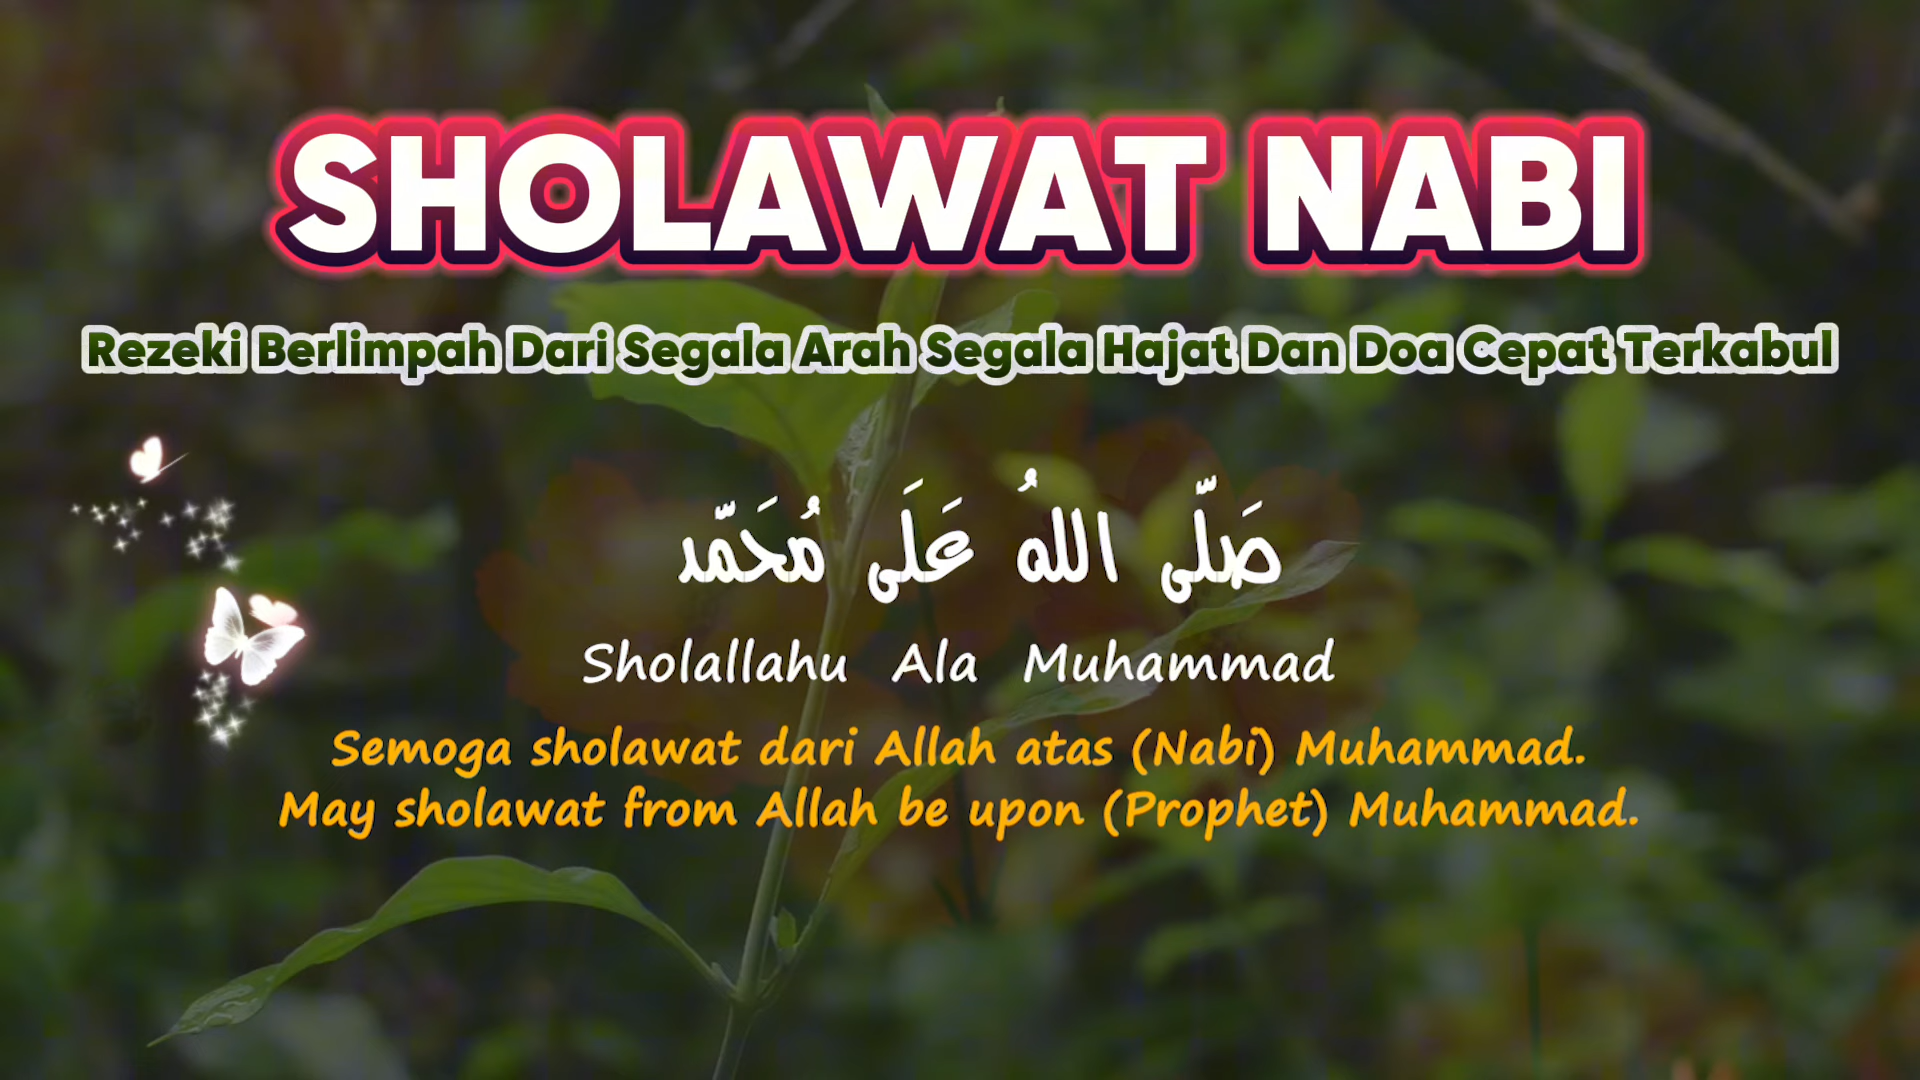 SHOLAWAT NABI
Rezeki Berlimpah Dari Segala Arah Segala Hajat Dan Doa Cepat Terkabul
صَلّى اللهُ عَلَى مُحَمّد
Sholallahu Ala Muhammad
Semoga sholawat dari Allah atas (Nabi) Muhammad.
May sholawat from Allah be upon (Prophet) Muhammad.